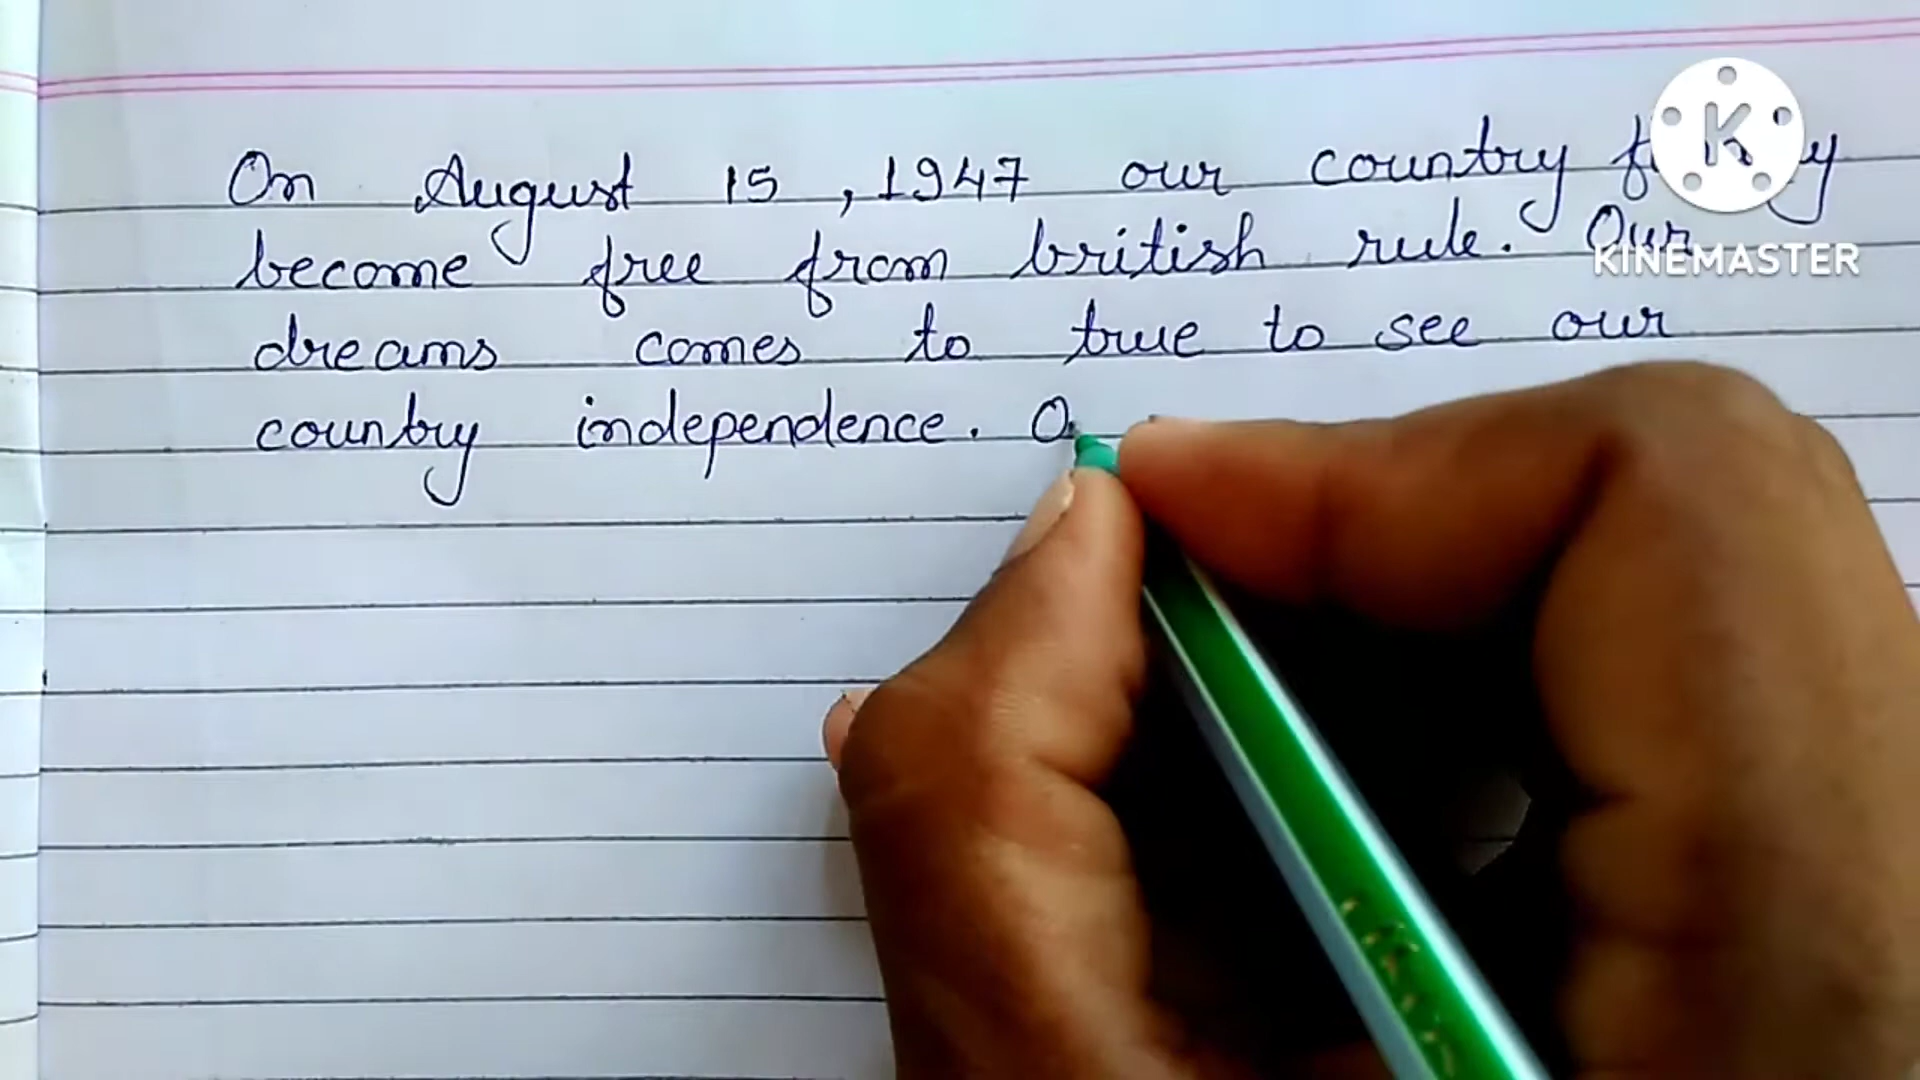 On August 15 , 1947 our country
become free from british rule. Our
KINEMASTER
dreams comes to true to see our
country independence. O